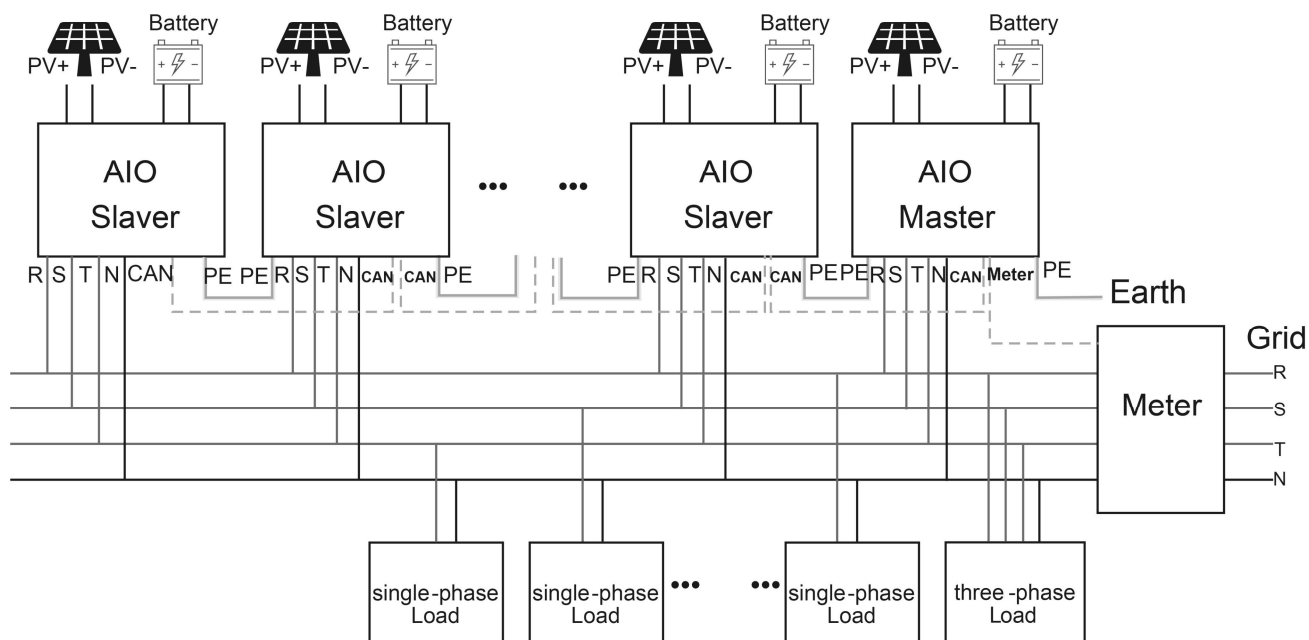 Battery Battery Battery Battery
PV+ PV- PV+ PV- PV+ PV- PV+ PV-
+ - + - + - + -
AIO
Slaver
AIO
Slaver
••• •••
AIO
Slaver
AIO
Master
R S T N CAN PE PE R S T N CAN CAN PE PE R S T N CAN CAN PE PE R S T N CAN Meter PE
Earth
Grid
Meter
R
S
T
N
single-phase
Load
single-phase
Load
••• •••
single-phase
Load
three-phase
Load